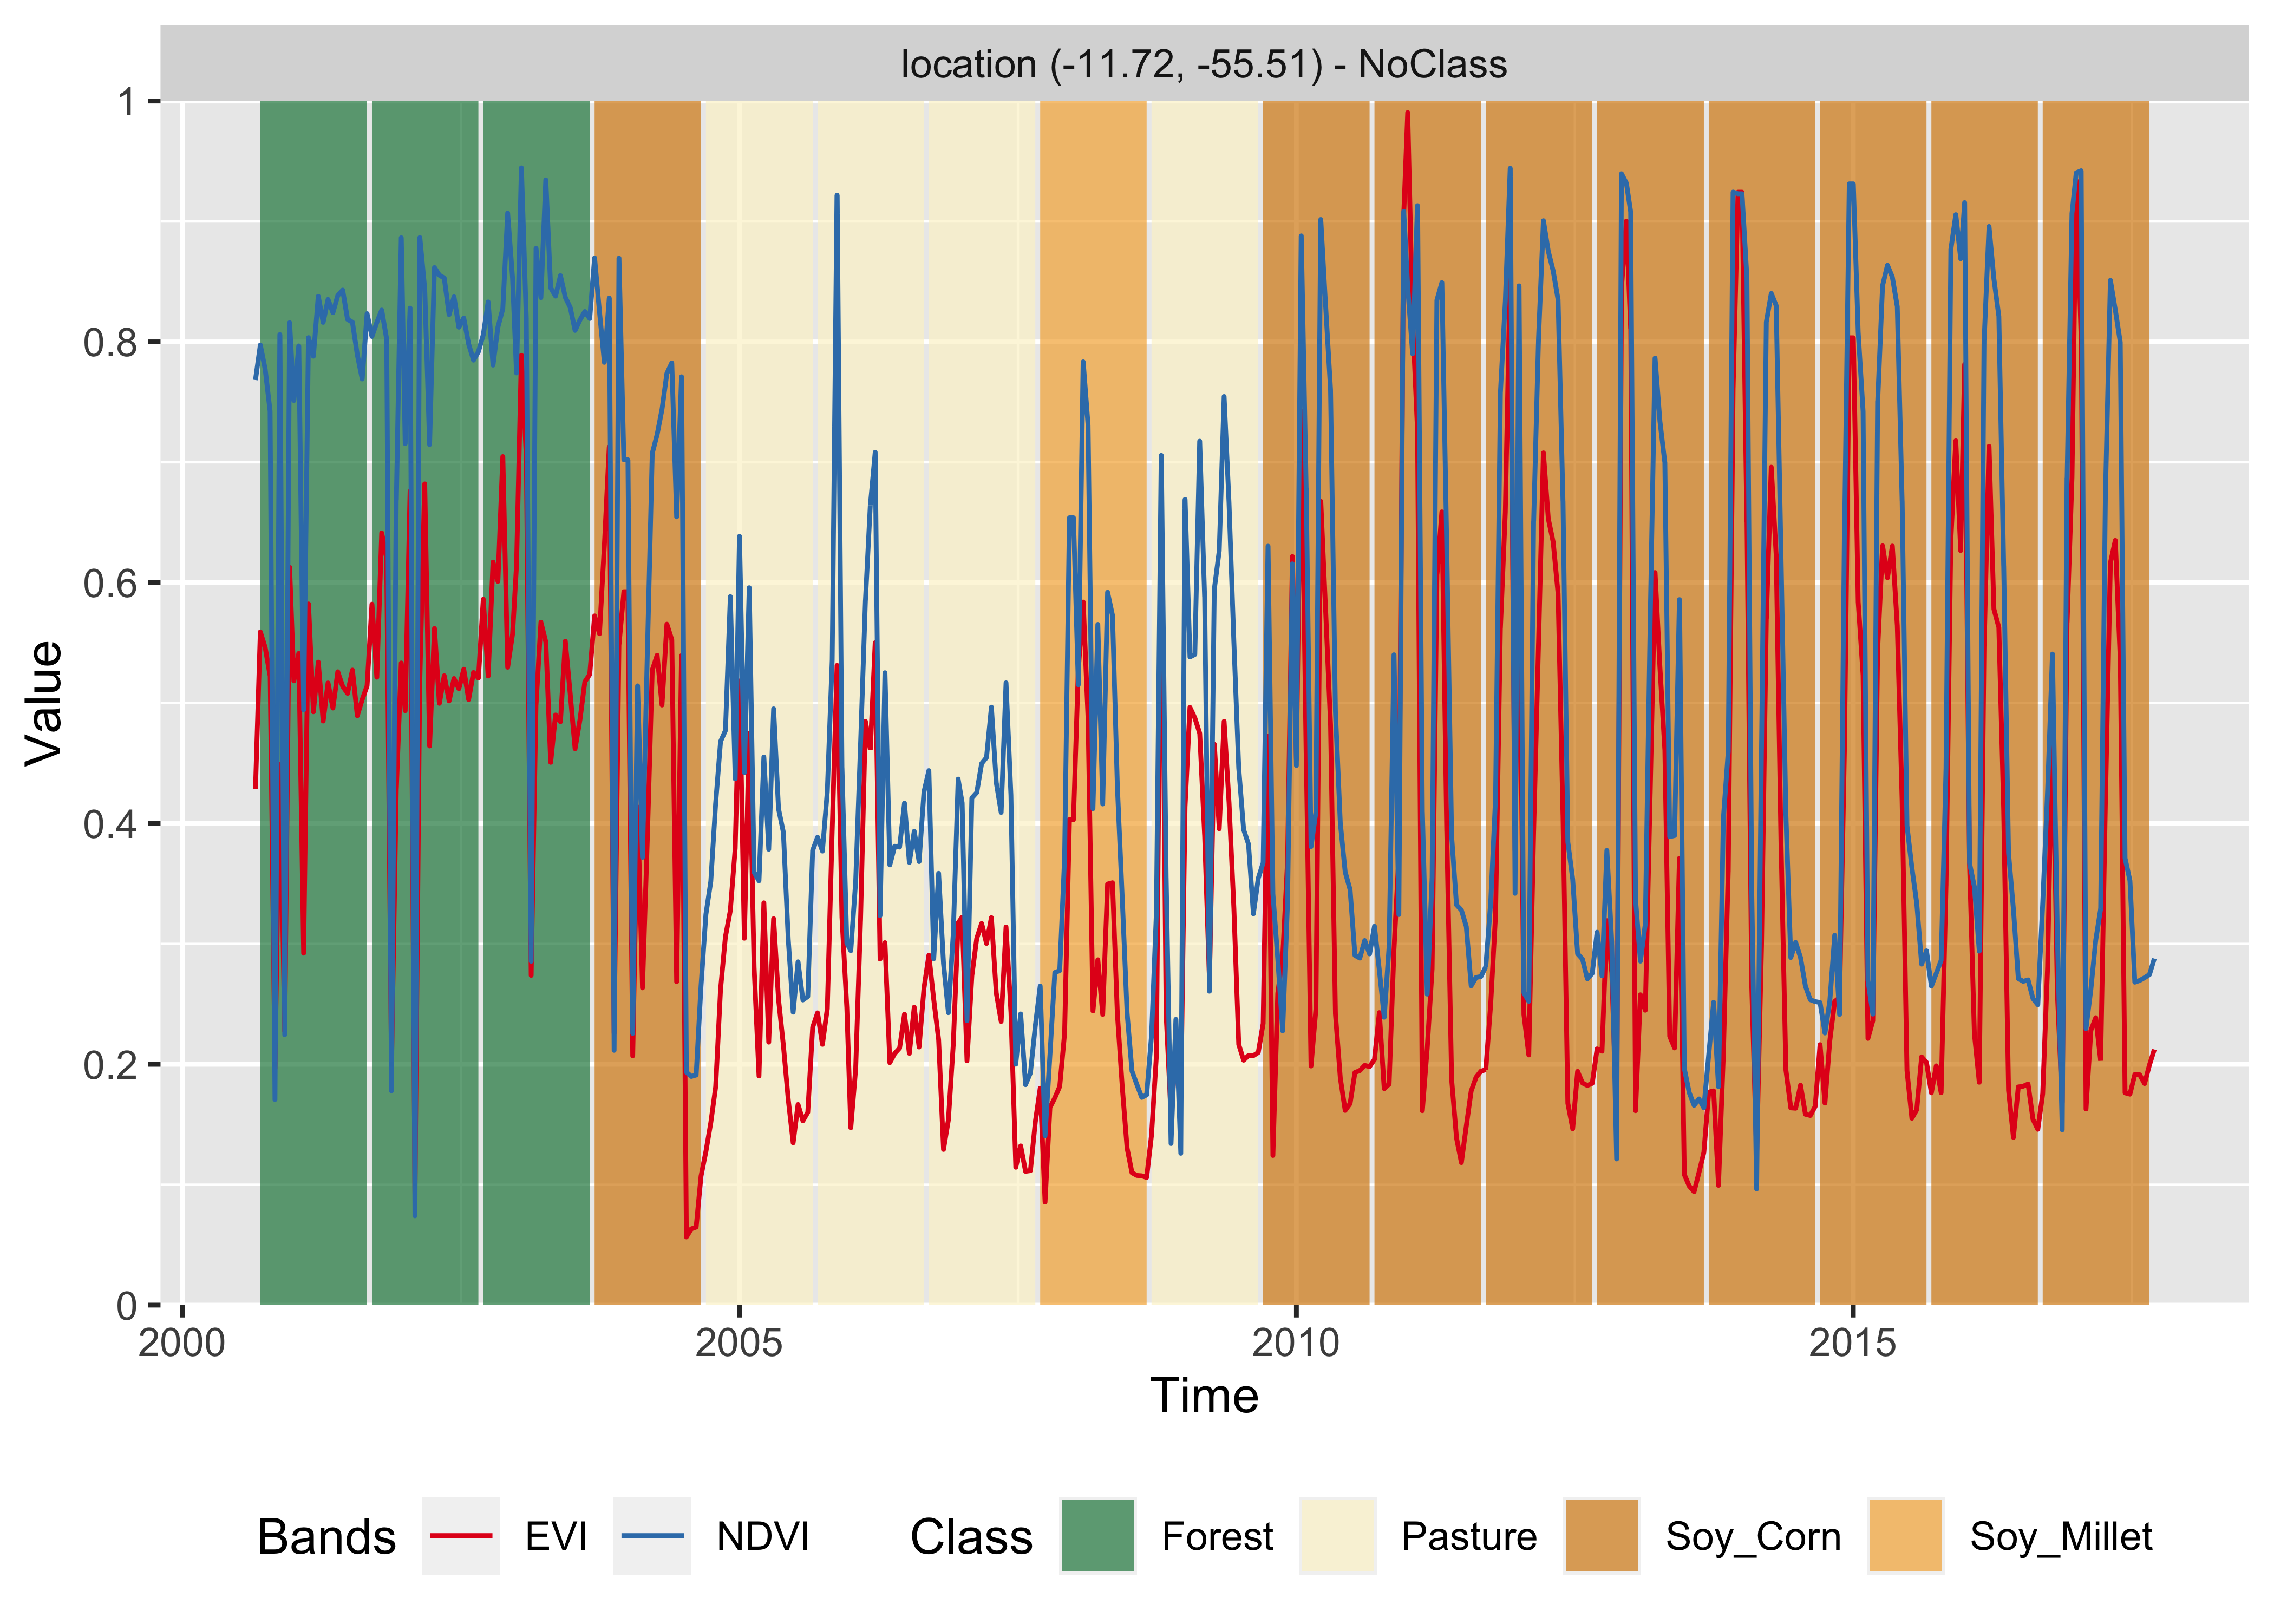 location (-11.72, -55.51) - NoClass
1
0.8
0.6
0.4
0.2
0
Value
2000 2005 2010 2015
Time
Bands EVI NDVI Class Forest Pasture Soy_Corn Soy_Millet